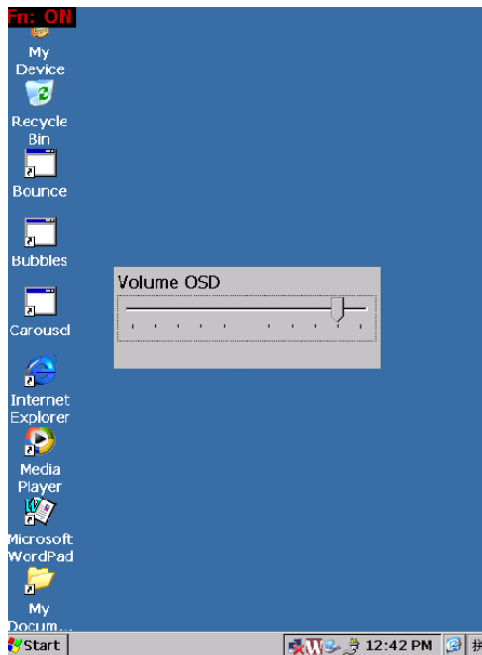 Fn: ON
My
Device
Recycle
Bin
Bounce
Bubbles
Carousel
Internet
Explorer
Media
Player
Microsoft
WordPad
My
Docum...
Volume OSD
Start
12:42 PM
拼